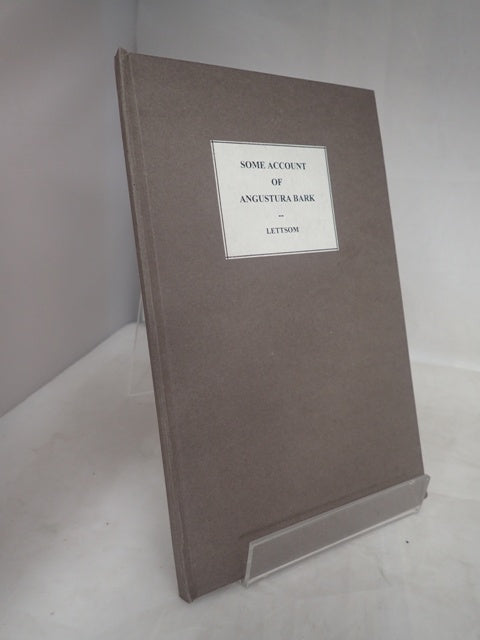 SOME ACCOUNT
OF
ANGUSTURA BARK
--
LETTSOM